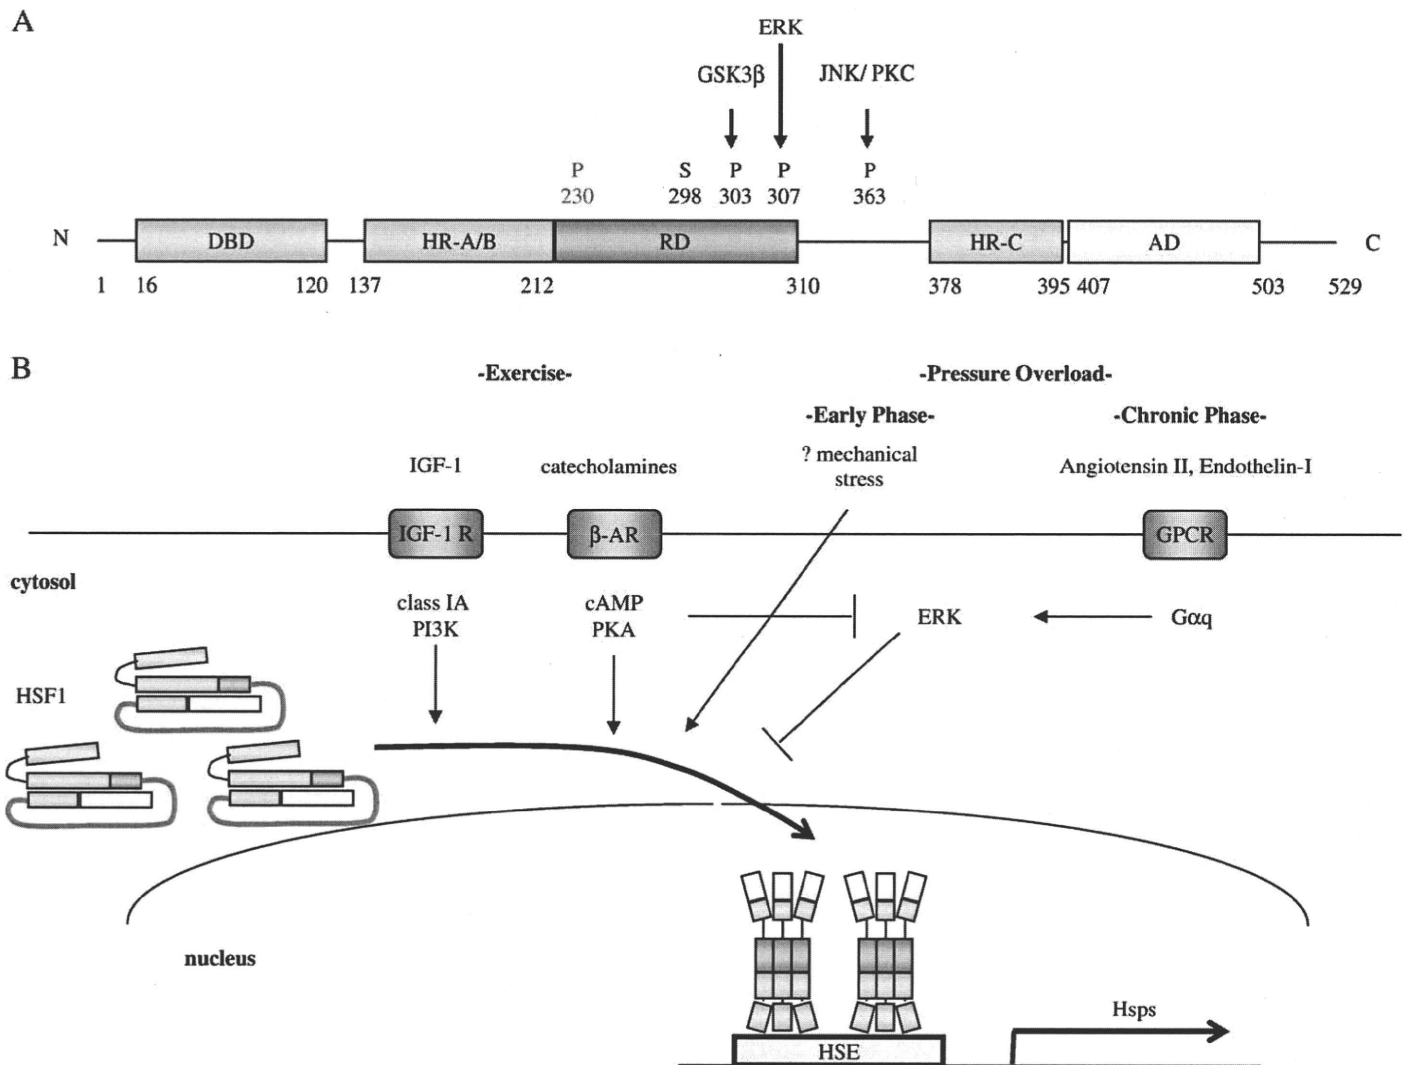 A
ERK
GSK3β
JNK/ PKC
P
S
P
P
P
230
298
303
307
363
N
DBD
HR-A/B
RD
HR-C
AD
C
1
16
120
137
212
310
378
395
407
503
529
B
-Exercise-
-Pressure Overload-
-Early Phase-
-Chronic Phase-
IGF-1
catecholamines
? mechanical
stress
Angiotensin II, Endothelin-I
IGF-1 R
β-AR
GPCR
cytosol
class IA
PI3K
cAMP
PKA
ERK
Gαq
HSF1
nucleus
Hsps
HSE